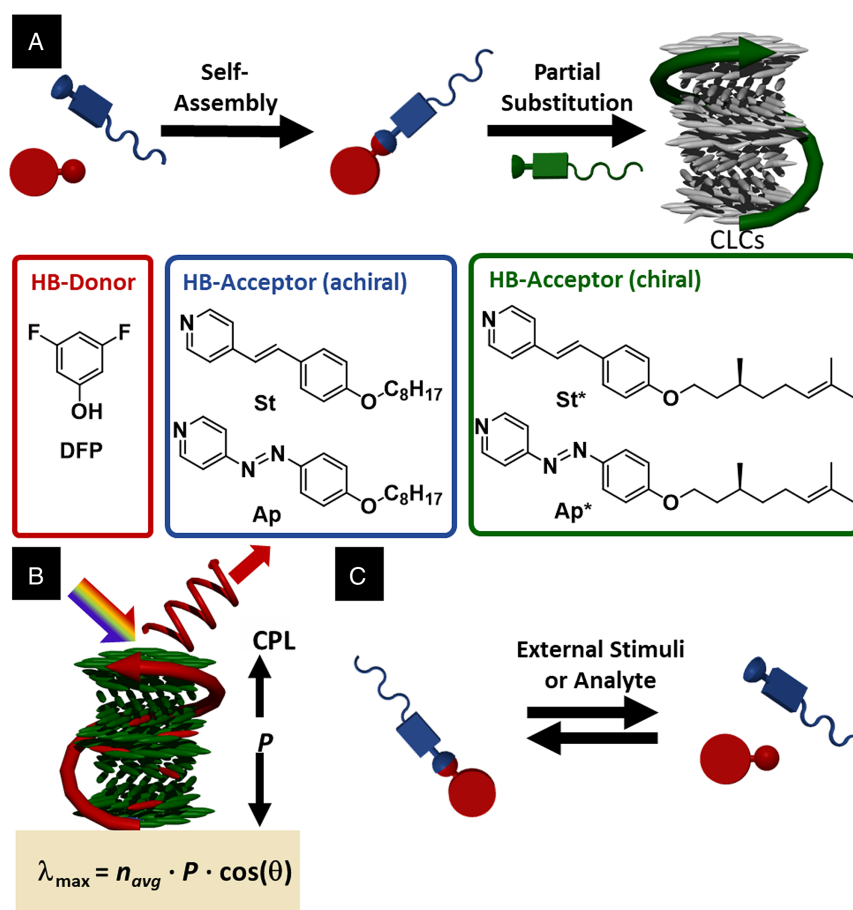 A
Self-
Assembly
Partial
Substitution
CLCs
HB-Donor
F
F
OH
DFP
HB-Acceptor (achiral)
N
O
C₈H₁₇
St
N
N
N
O
C₈H₁₇
Ap
HB-Acceptor (chiral)
N
O
St*
N
N
N
O
Ap*
B
CPL
P
λmax = navg · P · cos(θ)
C
External Stimuli
or Analyte